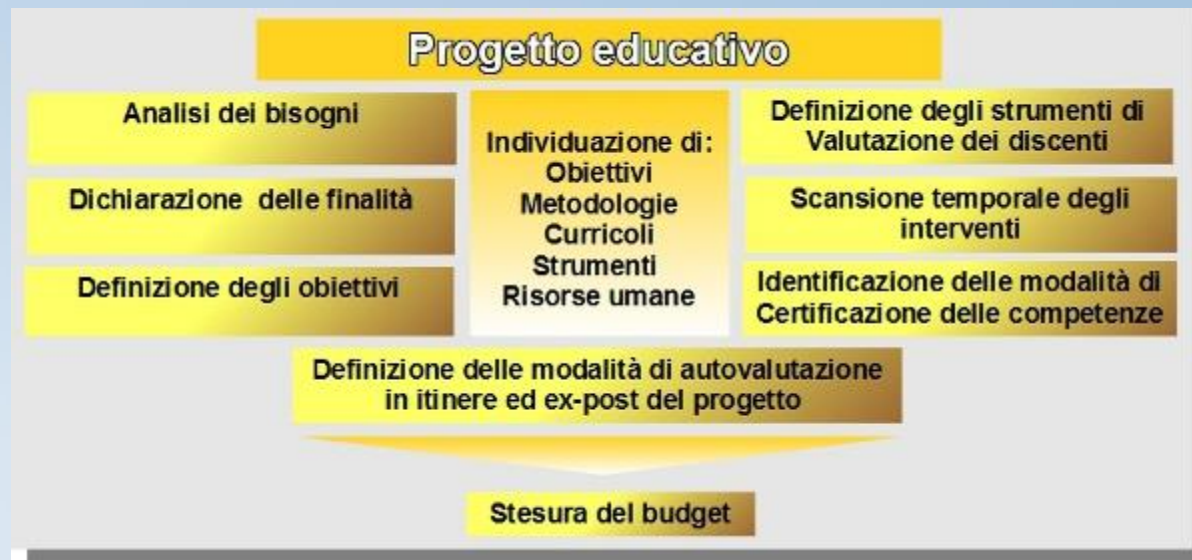 Progetto educativo
Analisi dei bisogni
Dichiarazione delle finalità
Definizione degli obiettivi
Individuazione di:
Obiettivi
Metodologie
Curricoli
Strumenti
Risorse umane
Definizione degli strumenti di
Valutazione dei discenti
Scansione temporale degli
interventi
Identificazione delle modalità di
Certificazione delle competenze
Definizione delle modalità di autovalutazione
in itinere ed ex-post del progetto
Stesura del budget